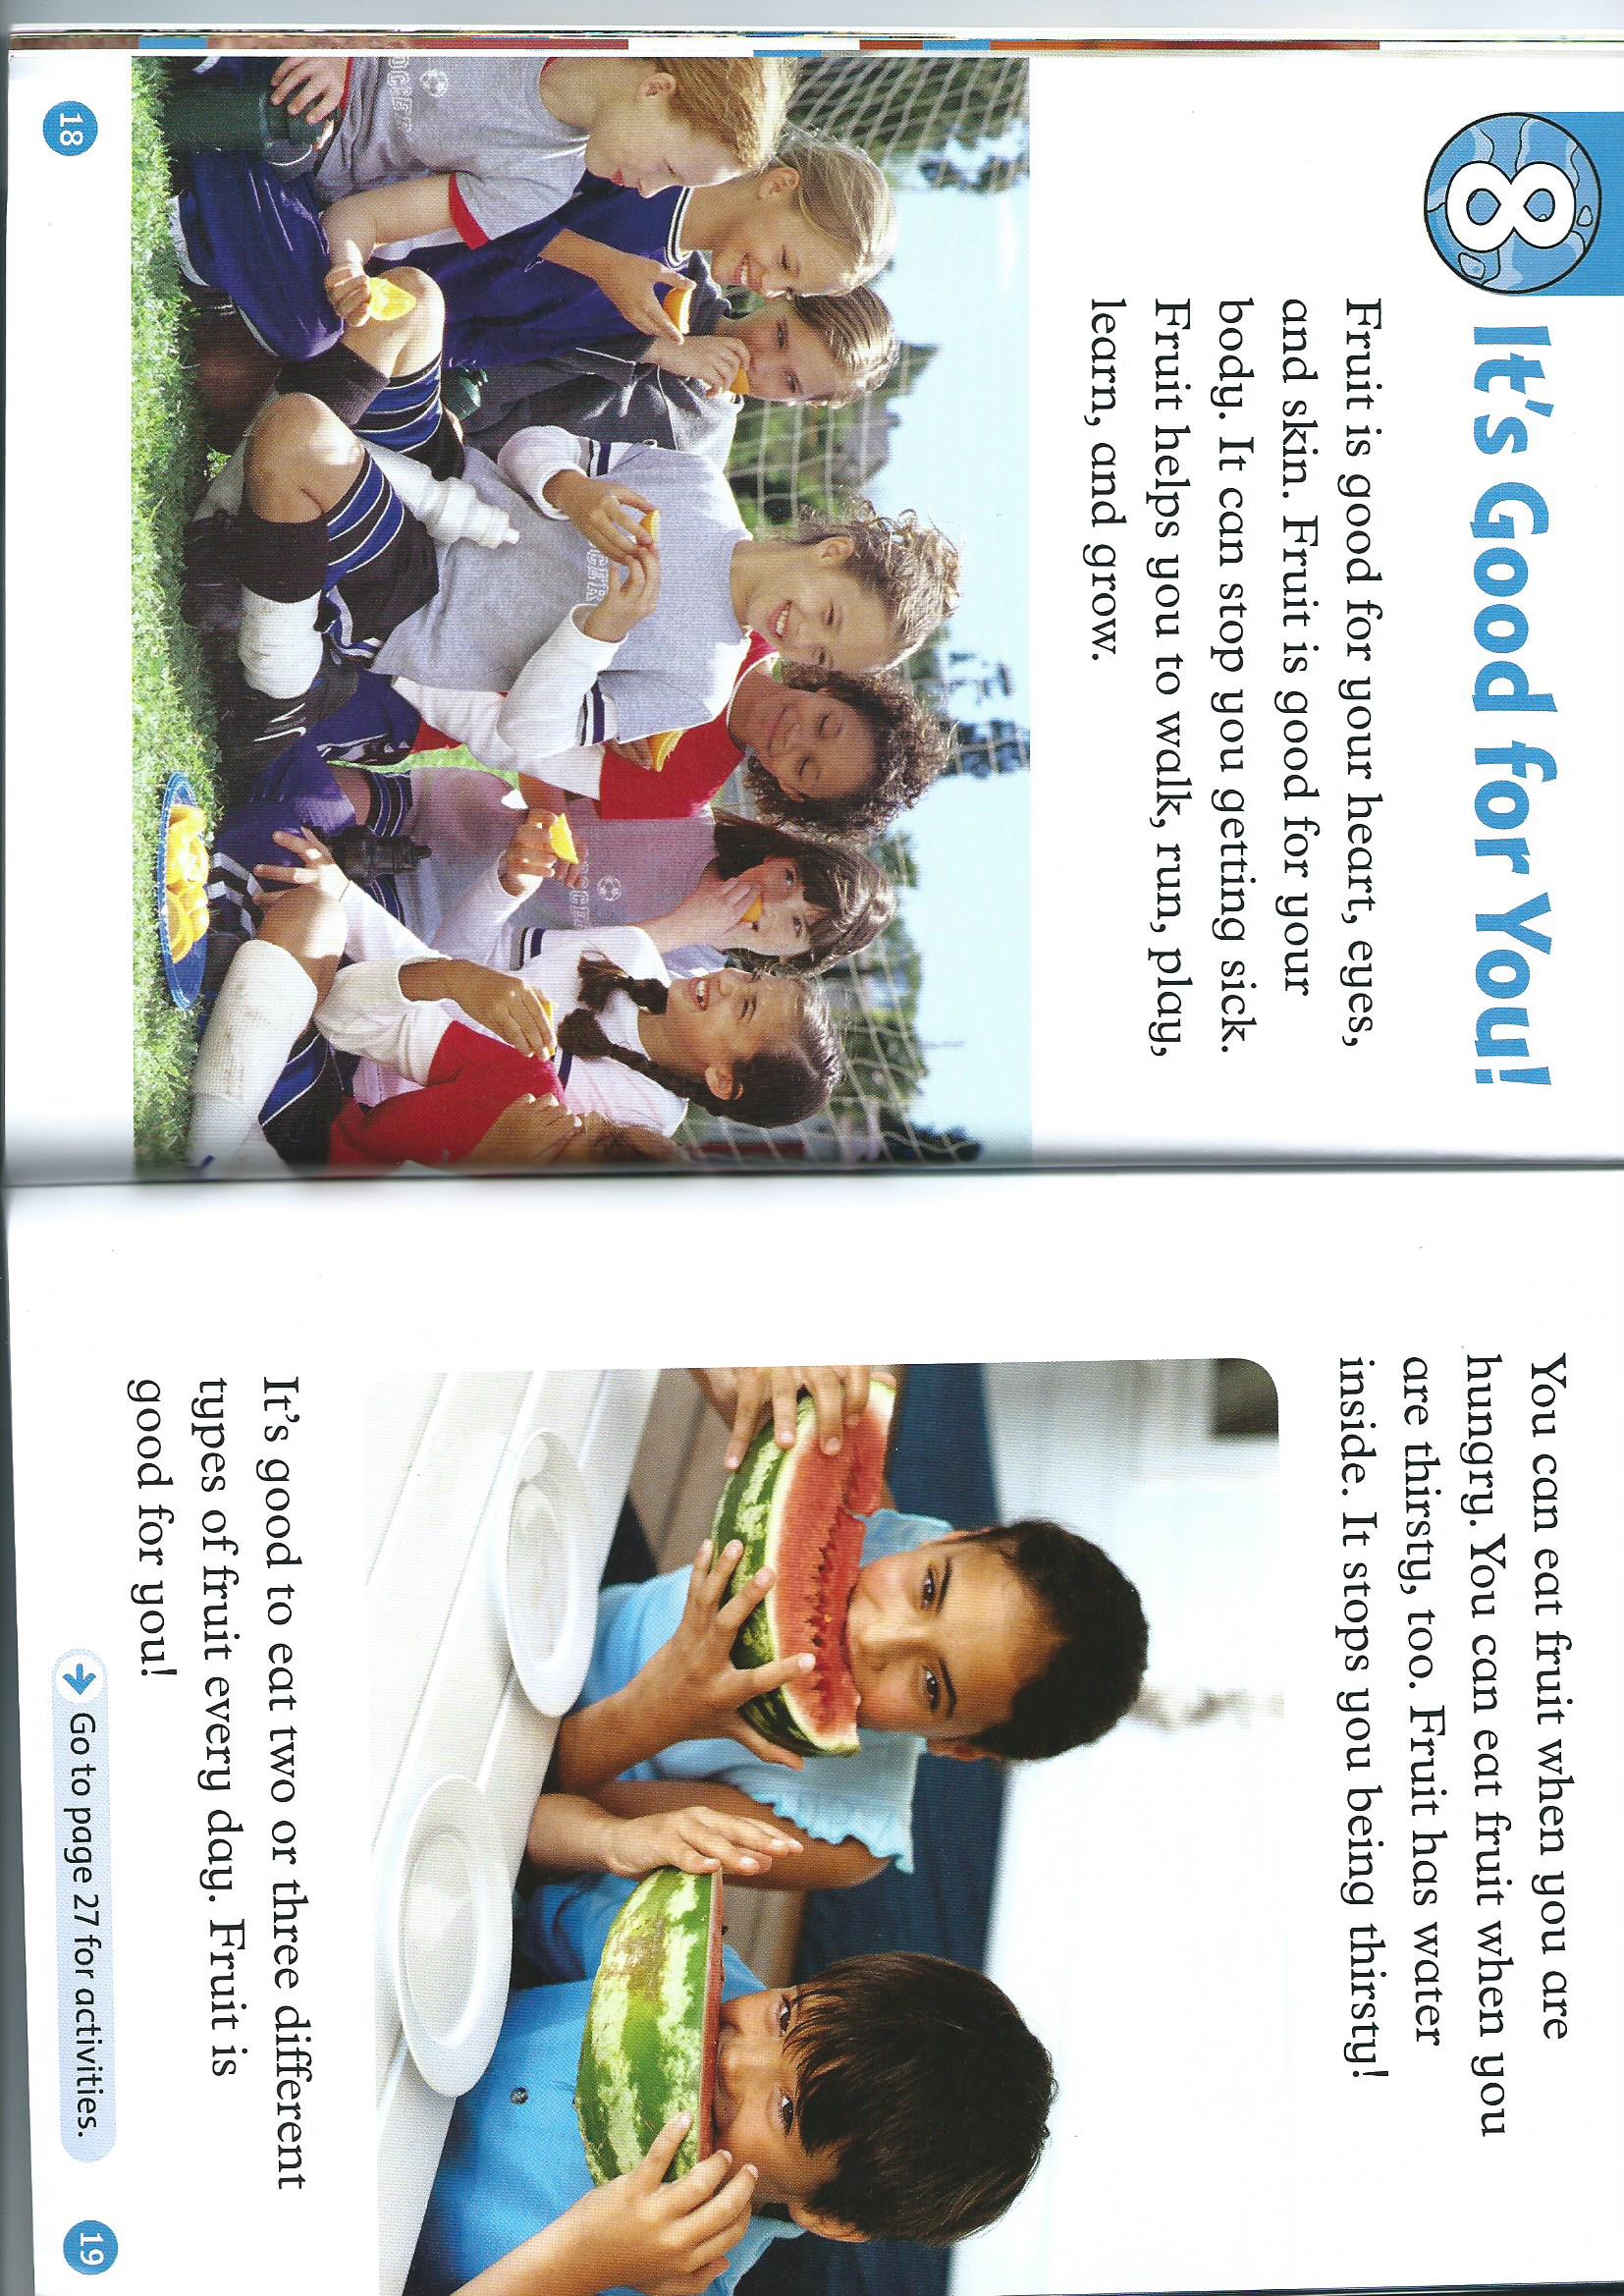 8
It's Good for You!
Fruit is good for your heart, eyes,
and skin. Fruit is good for your
body. It can stop you getting sick.
Fruit helps you to walk, run, play,
learn, and grow.
SOCCER
18
You can eat fruit when you are
hungry. You can eat fruit when you
are thirsty, too. Fruit has water
inside. It stops you being thirsty!
It's good to eat two or three different
types of fruit every day. Fruit is
good for you!
→ Go to page 27 for activities.
19